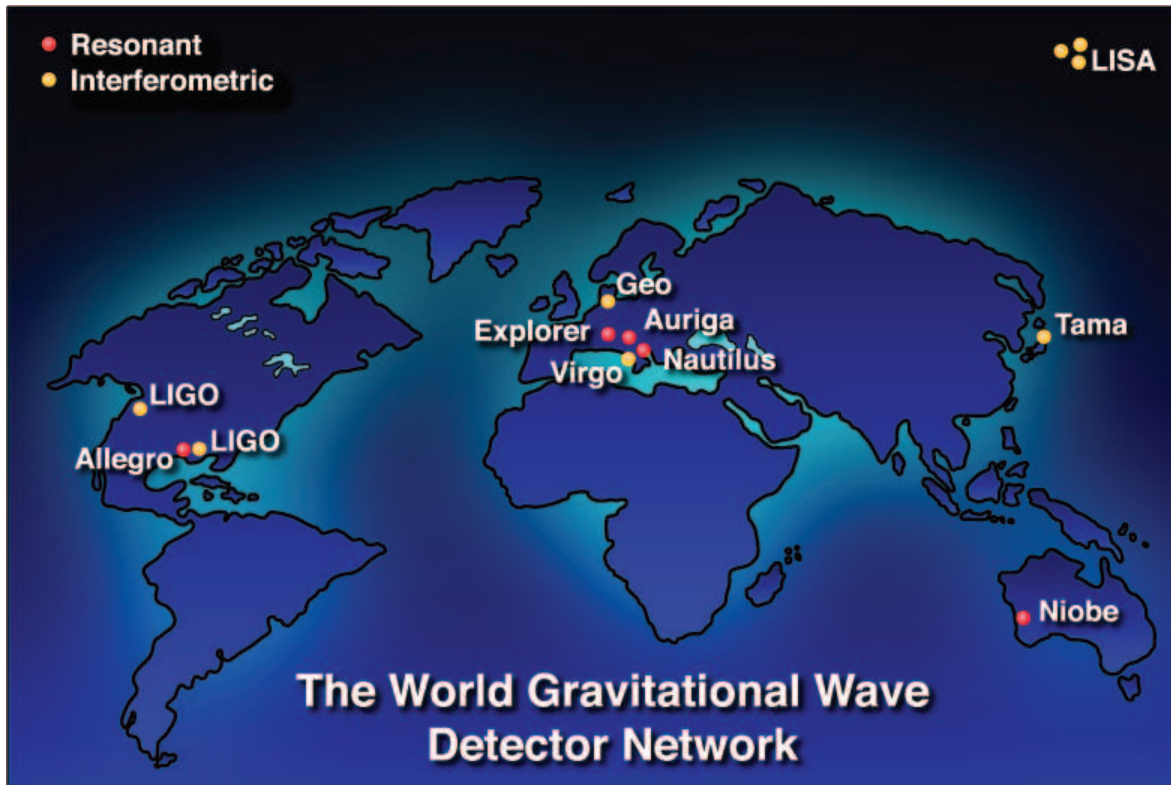 Resonant
Interferometric
LISA
Geo
Explorer
Auriga
Tama
Virgo
Nautilus
LIGO
LIGO
Allegro
Niobe
The World Gravitational Wave
Detector Network